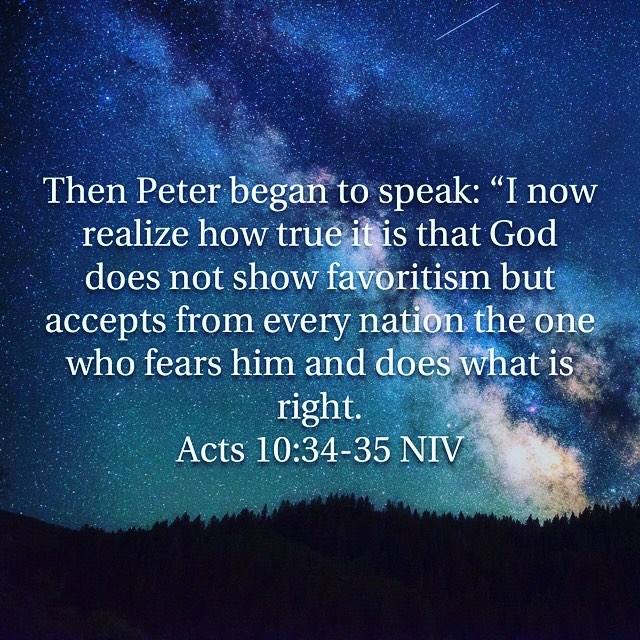 Then Peter began to speak: “I now
realize how true it is that God
does not show favoritism but
accepts from every nation the one
who fears him and does what is
right.
Acts 10:34-35 NIV